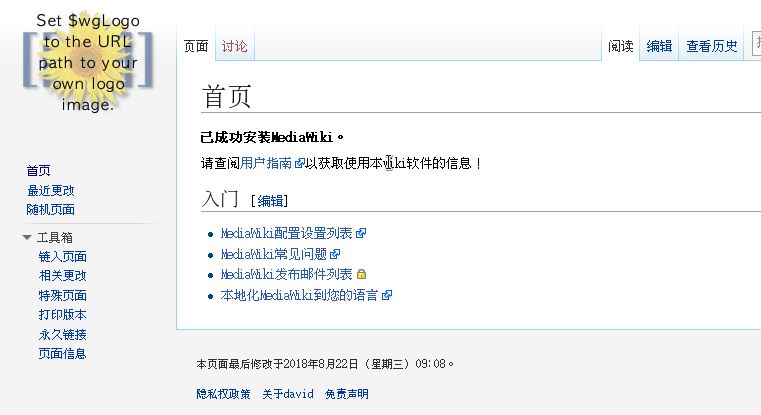 Set $wgLogo
to the URL
path to your
own logo
image.
页面 讨论 阅读 编辑 查看历史
首页
已成功安装MediaWiki。
请查阅用户指南以获取使用本wiki软件的信息！
首页
最近更改
随机页面
工具箱
链入页面
相关更改
特殊页面
打印版本
永久链接
页面信息
入门 [编辑]
MediaWiki配置设置列表
MediaWiki常见问题
MediaWiki发布邮件列表
本地化MediaWiki到您的语言
本页面最后修改于2018年8月22日 (星期三) 09:08。
隐私权政策 关于david 免责声明